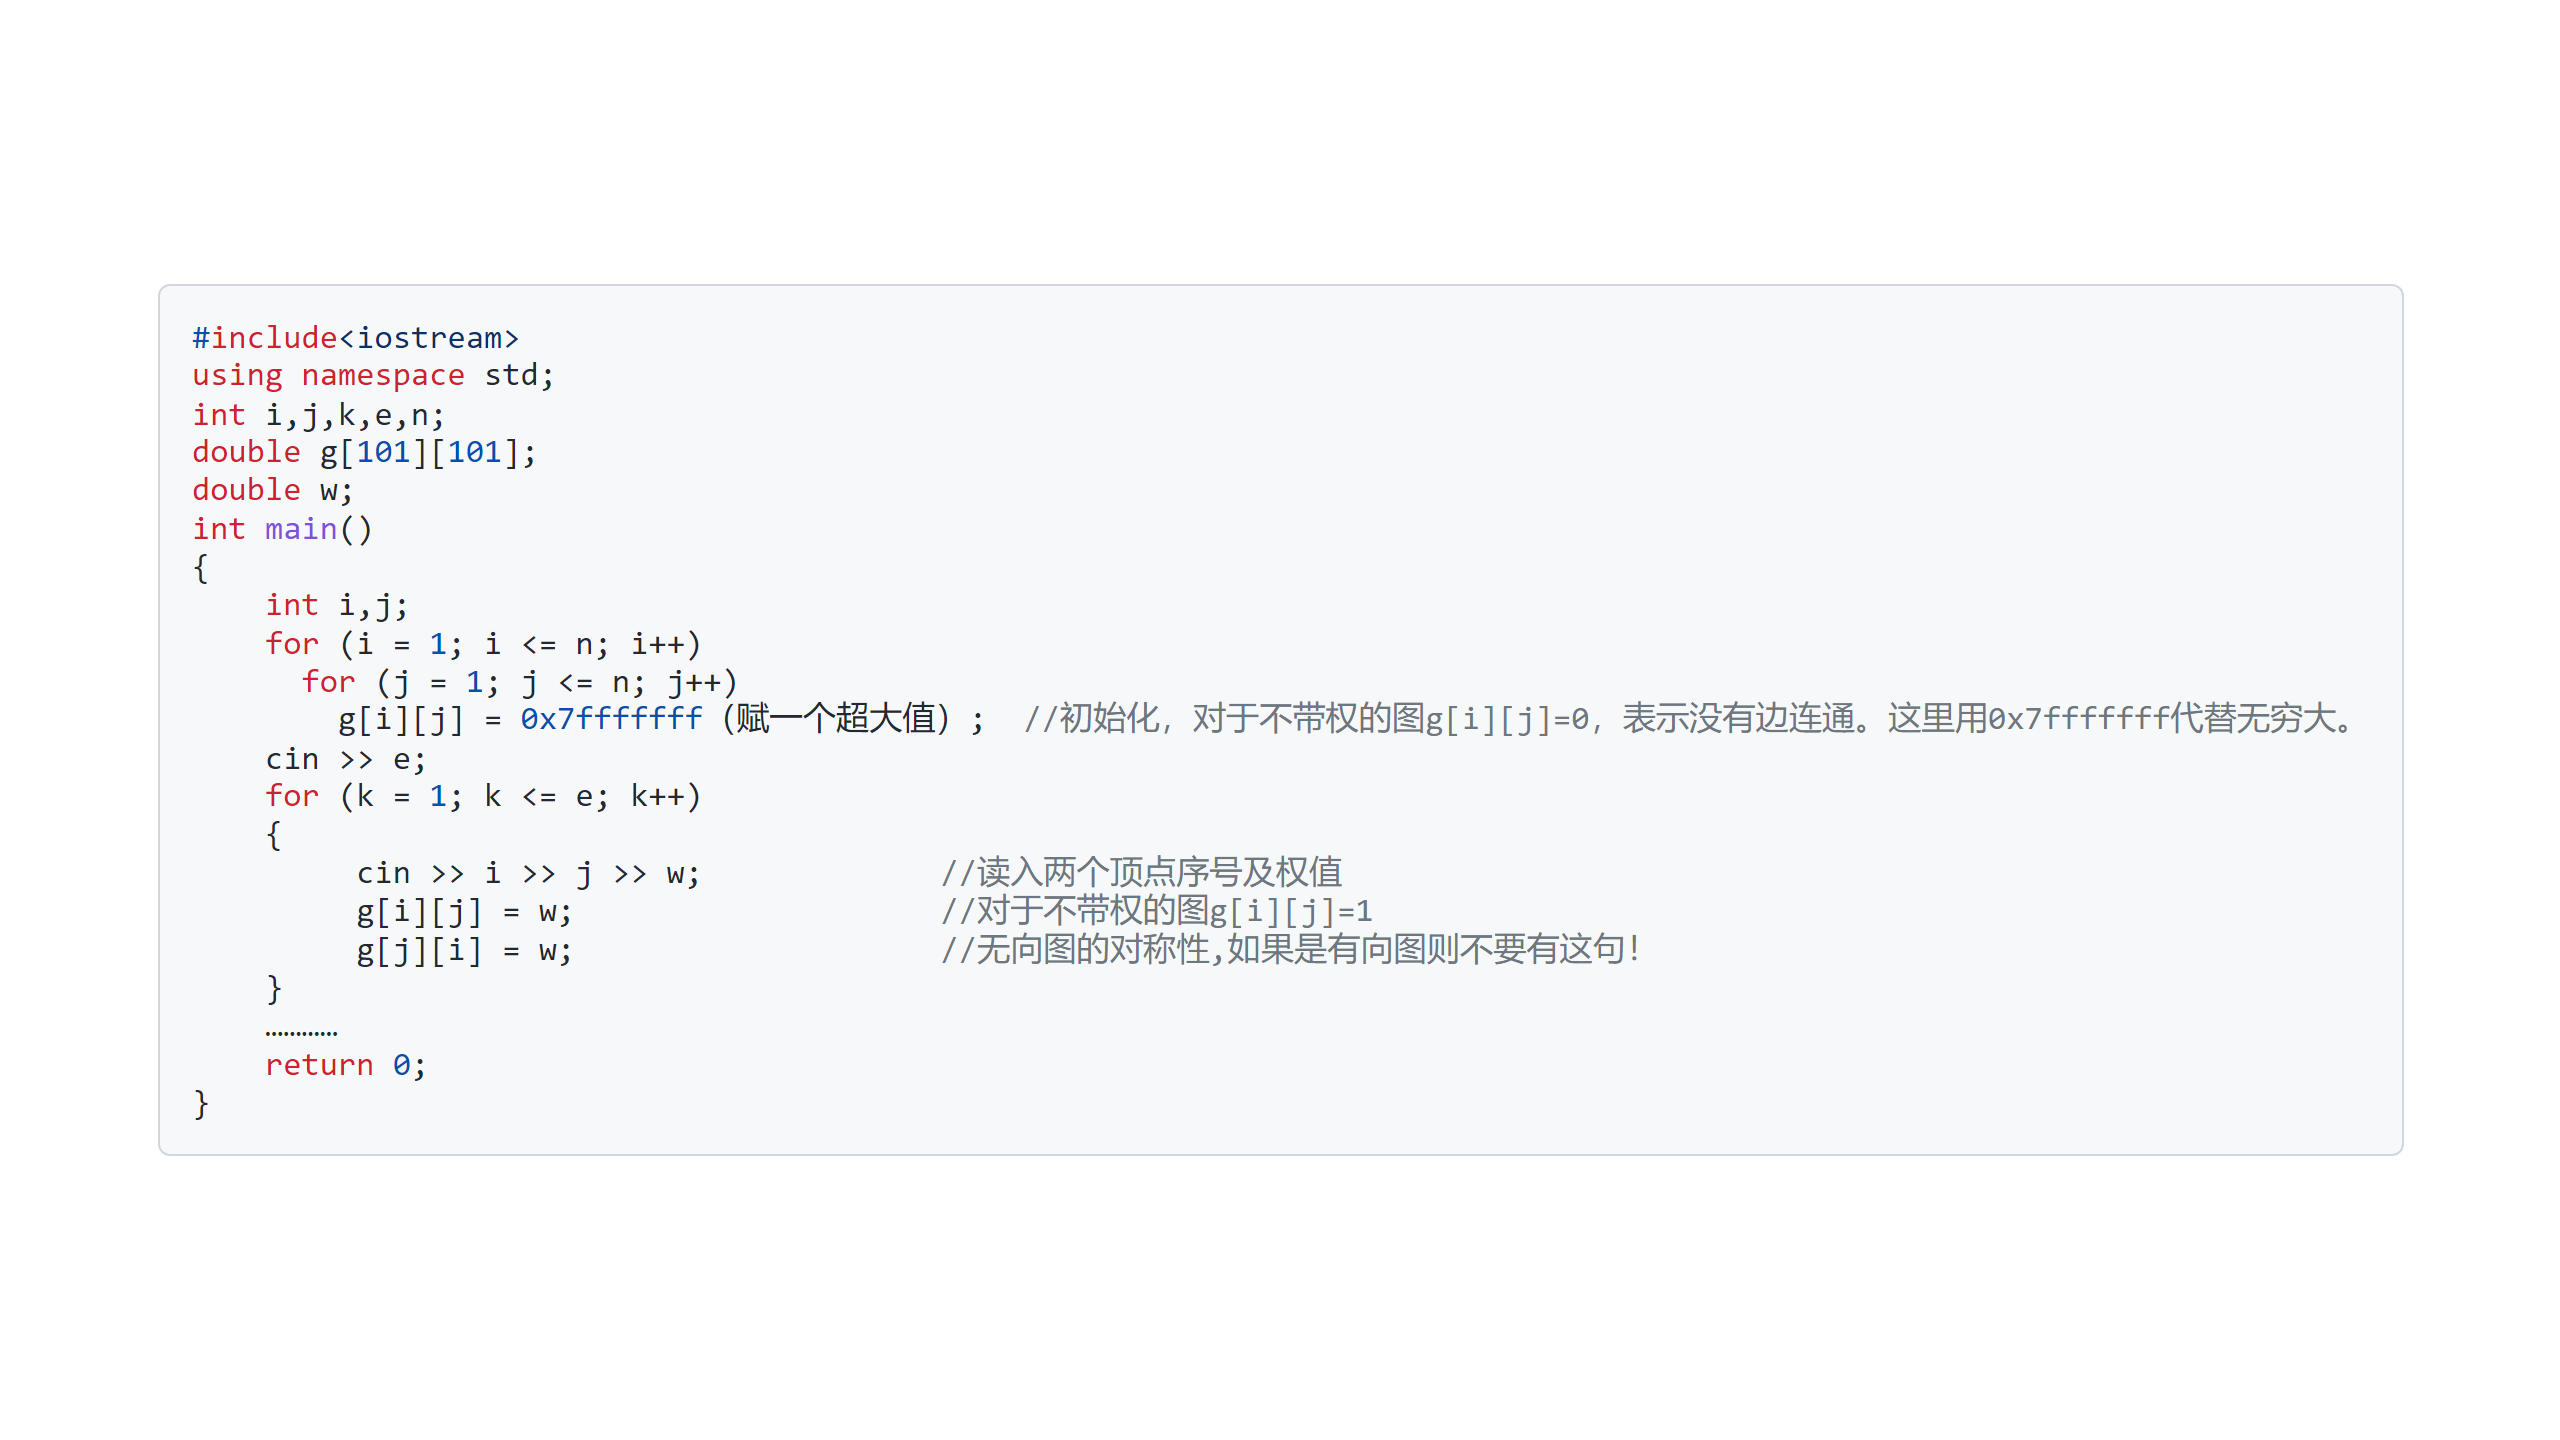 #include<iostream>
using namespace std;
int i,j,k,e,n;
double g[101][101];
double w;
int main()
{
    int i,j;
    for (i = 1; i <= n; i++)
      for (j = 1; j <= n; j++)
        g[i][j] = 0x7fffffff（赋一个超大值）;  //初始化，对于不带权的图g[i][j]=0，表示没有边连通。这里用0x7fffffff代替无穷大。
    cin >> e;
    for (k = 1; k <= e; k++)
    {
         cin >> i >> j >> w;             //读入两个顶点序号及权值
         g[i][j] = w;                    //对于不带权的图g[i][j]=1
         g[j][i] = w;                    //无向图的对称性,如果是有向图则不要有这句！
    }
    …………
    return 0;
}